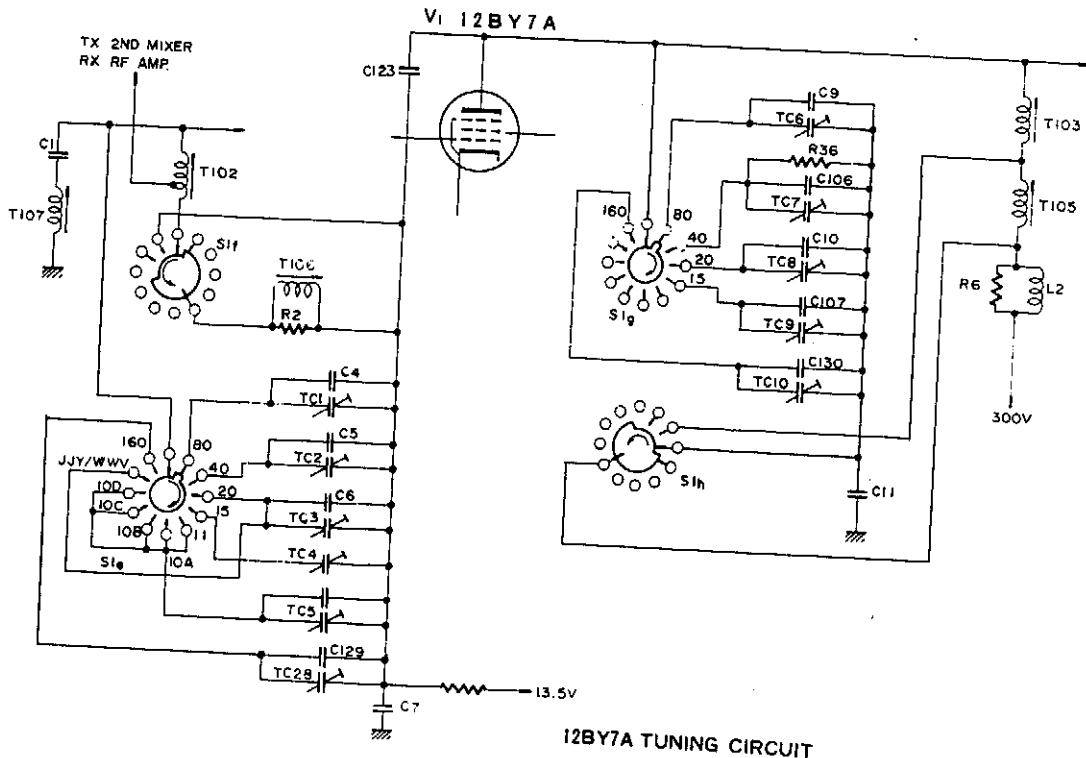 V1 12BY7A
TX 2ND MIXER
RX RF AMP.
C123
C1
T102
T107
S1f
T106
R2
C4
TC1
160
80
C5
TC2
40
JJY/WWV
20
C6
10D
15
TC3
10C
10B
11
TC4
S1e
10A
TC5
C129
TC28
C7
13.5V
C9
TC6
T103
R36
C106
TC7
T105
160
80
40
C10
TC8
20
15
C107
TC9
S1g
R6
L2
C130
TC10
300V
S1h
C11
12BY7A TUNING CIRCUIT